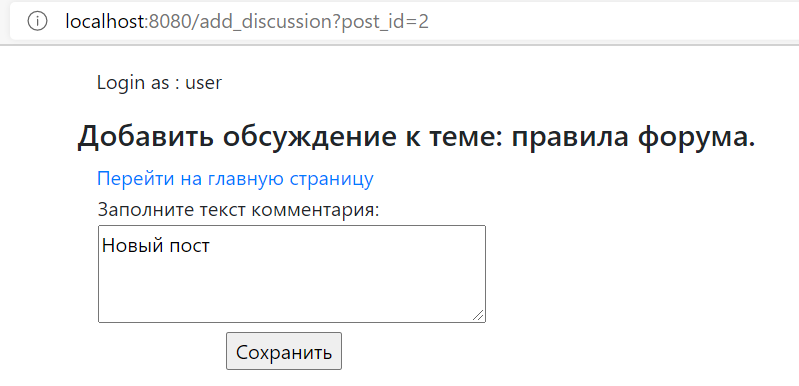 localhost:8080/add_discussion?post_id=2
Login as : user
Добавить обсуждение к теме: правила форума.
Перейти на главную страницу
Заполните текст комментария:
Новый пост
Сохранить